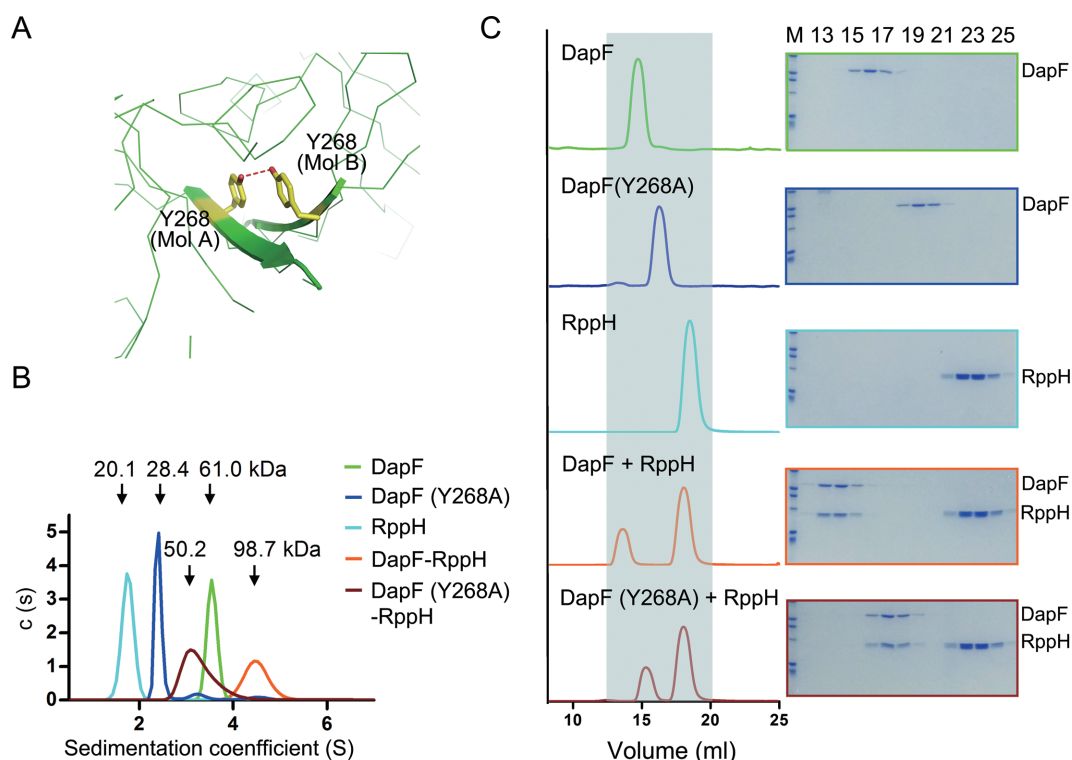 A
Y268
(Mol B)
Y268
(Mol A)
B
20.1 28.4 61.0 kDa
50.2 98.7 kDa
DapF
DapF (Y268A)
RppH
DapF-RppH
DapF (Y268A)
-RppH
c (s)
5
4
3
2
1
0
2 4 6
Sedimentation coenfficient (S)
C
M 13 15 17 19 21 23 25
DapF
DapF
DapF(Y268A)
DapF
RppH
RppH
DapF + RppH
DapF
RppH
DapF (Y268A) + RppH
DapF
RppH
10 15 20 25
Volume (ml)